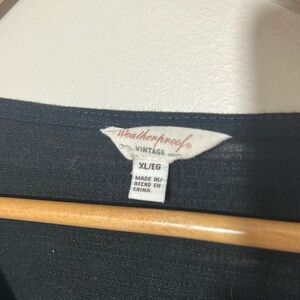 Weatherproof®
VINTAGE
XL/EG
MADE IN/
HECHO EN
CHINA